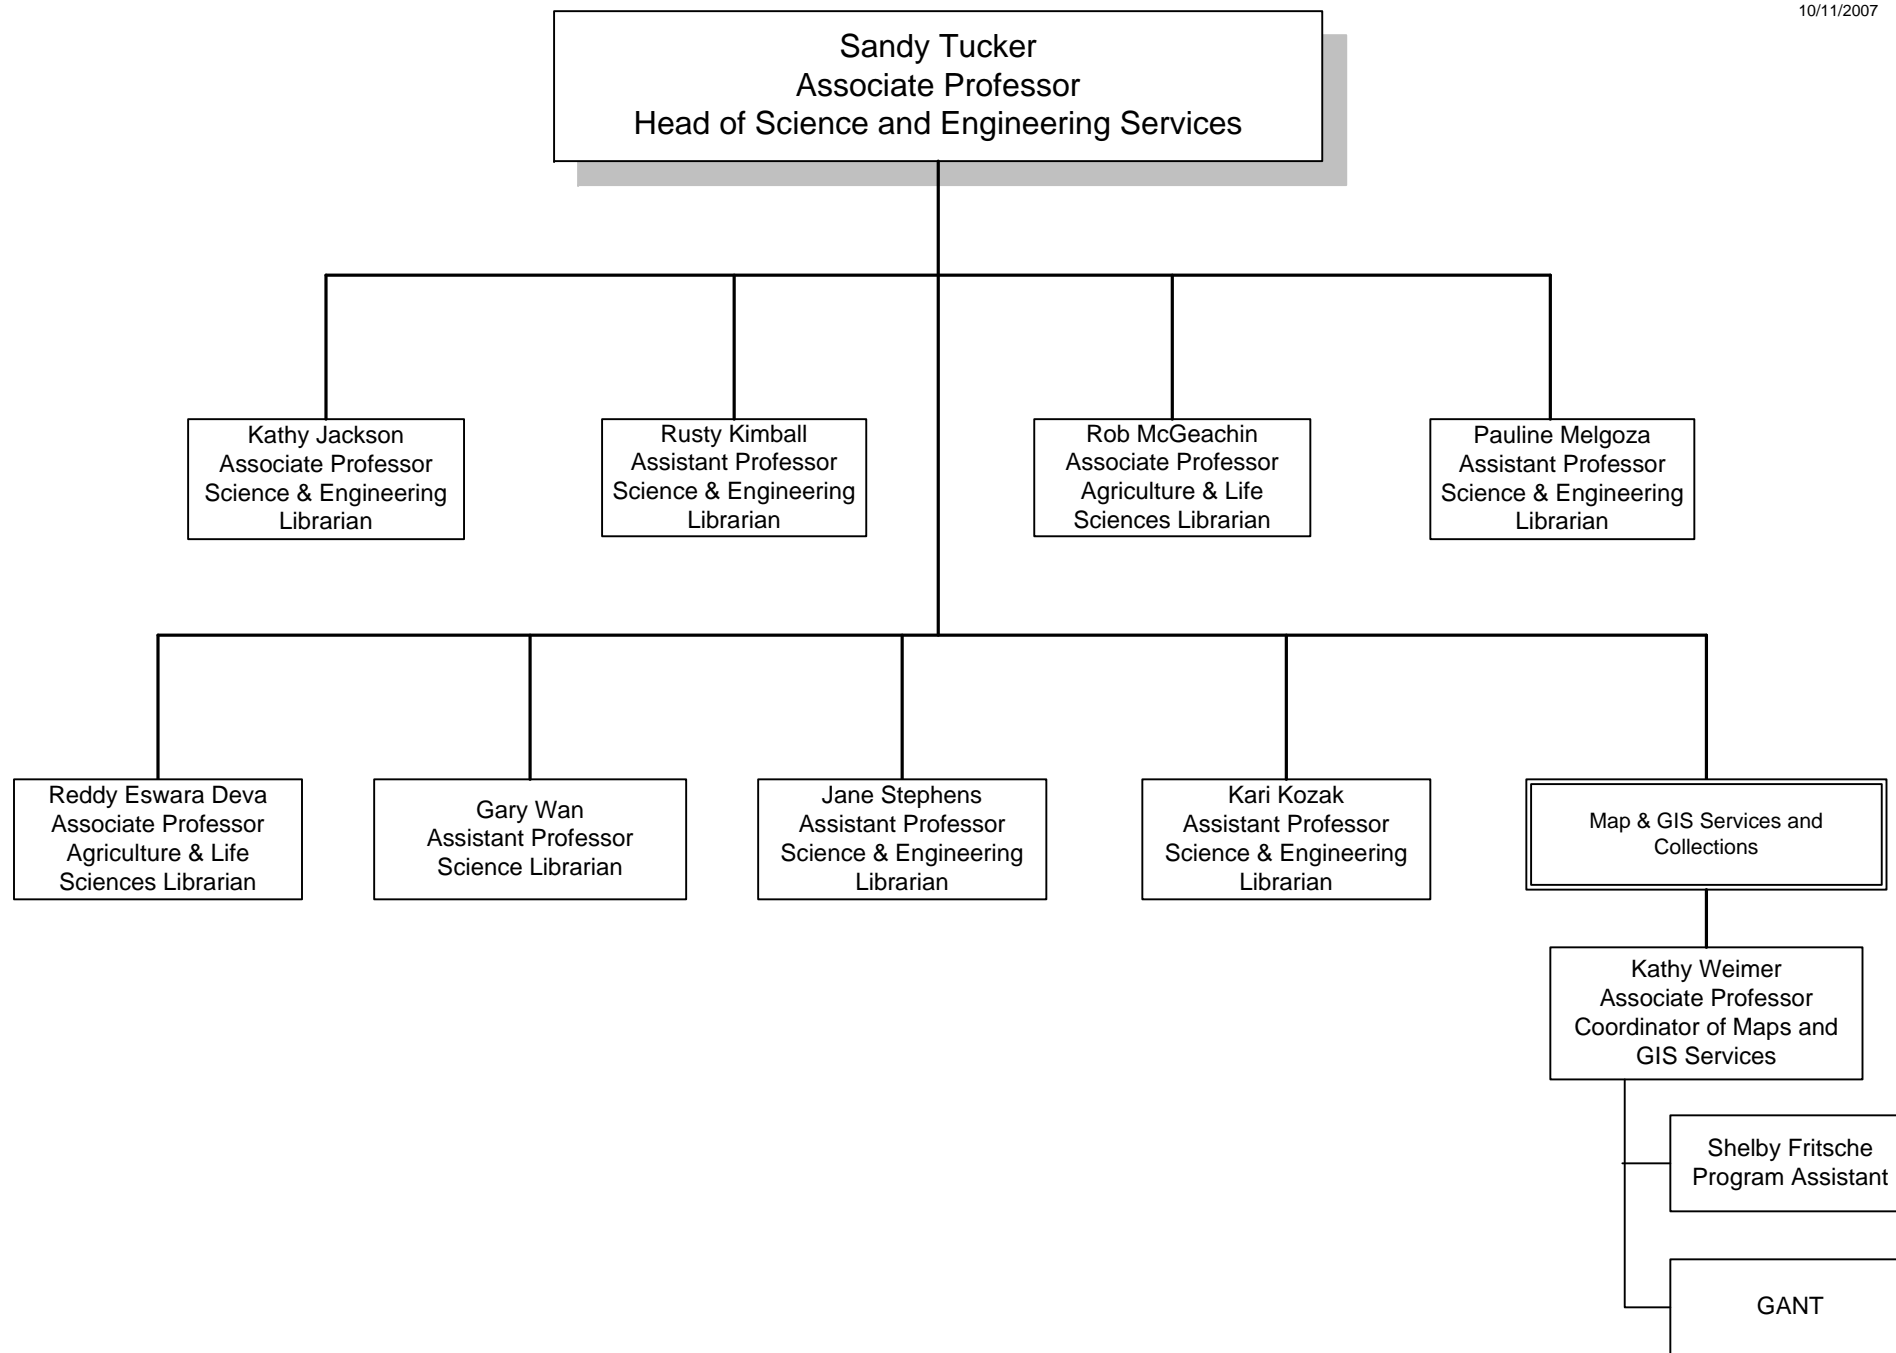 10/11/2007
Sandy Tucker
Associate Professor
Head of Science and Engineering Services
Kathy Jackson
Associate Professor
Science & Engineering
Librarian
Rusty Kimball
Assistant Professor
Science & Engineering
Librarian
Rob McGeachin
Associate Professor
Agriculture & Life
Sciences Librarian
Pauline Melgoza
Assistant Professor
Science & Engineering
Librarian
Reddy Eswara Deva
Associate Professor
Agriculture & Life
Sciences Librarian
Gary Wan
Assistant Professor
Science Librarian
Jane Stephens
Assistant Professor
Science & Engineering
Librarian
Kari Kozak
Assistant Professor
Science & Engineering
Librarian
Map & GIS Services and
Collections
Kathy Weimer
Associate Professor
Coordinator of Maps and
GIS Services
Shelby Fritsche
Program Assistant
GANT